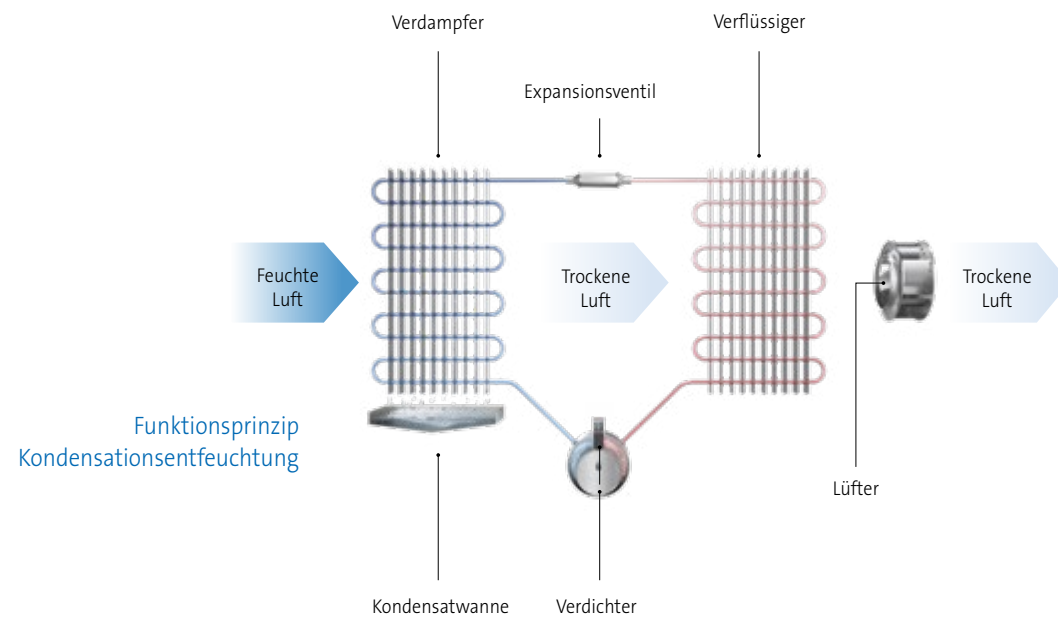 Verdampfer
Verflüssiger
Expansionsventil
Feuchte
Luft
Trockene
Luft
Trockene
Luft
Funktionsprinzip
Kondensationsentfeuchtung
Lüfter
Kondensatwanne
Verdichter